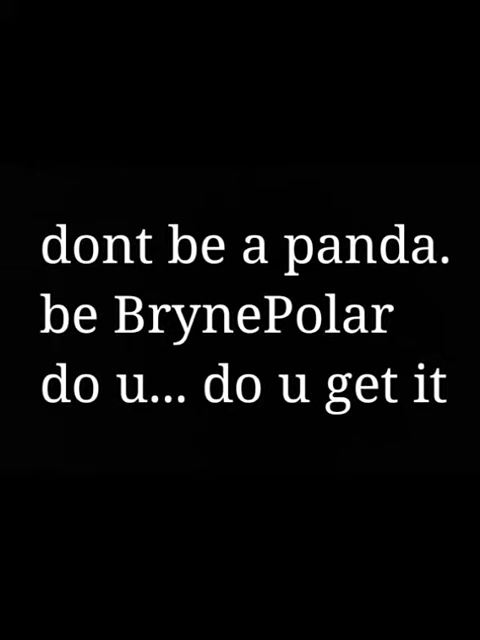 dont be a panda.
be BrynePolar
do u... do u get it